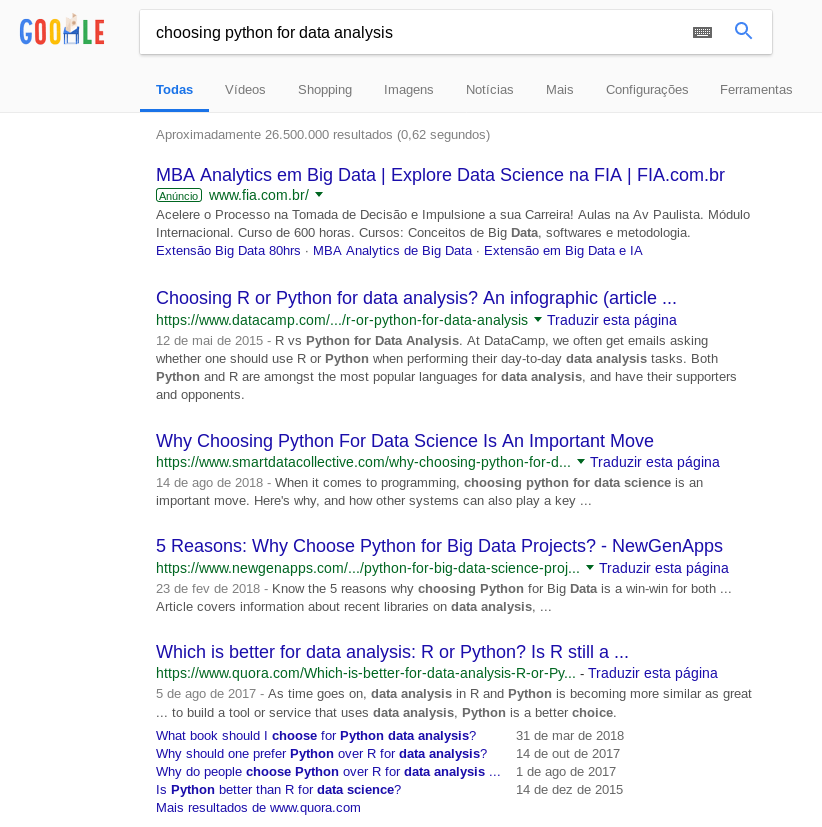 GOOGLE
choosing python for data analysis
Todas Vídeos Shopping Imagens Notícias Mais Configurações Ferramentas
Aproximadamente 26.500.000 resultados (0,62 segundos)
MBA Analytics em Big Data | Explore Data Science na FIA | FIA.com.br
Anúncio www.fia.com.br/
Acelere o Processo na Tomada de Decisão e Impulsione a sua Carreira! Aulas na Av Paulista. Módulo
Internacional. Curso de 600 horas. Cursos: Conceitos de Big Data, softwares e metodologia.
Extensão Big Data 80hrs · MBA Analytics de Big Data · Extensão em Big Data e IA
Choosing R or Python for data analysis? An infographic (article ...
https://www.datacamp.com/.../r-or-python-for-data-analysis Traduzir esta página
12 de mai de 2015 - R vs Python for Data Analysis. At DataCamp, we often get emails asking
whether one should use R or Python when performing their day-to-day data analysis tasks. Both
Python and R are amongst the most popular languages for data analysis, and have their supporters
and opponents.
Why Choosing Python For Data Science Is An Important Move
https://www.smartdatacollective.com/why-choosing-python-for-d... Traduzir esta página
14 de ago de 2018 - When it comes to programming, choosing python for data science is an
important move. Here's why, and how other systems can also play a key ...
5 Reasons: Why Choose Python for Big Data Projects? - NewGenApps
https://www.newgenapps.com/.../python-for-big-data-science-proj... Traduzir esta página
23 de fev de 2018 - Know the 5 reasons why choosing Python for Big Data is a win-win for both ...
Article covers information about recent libraries on data analysis, ...
Which is better for data analysis: R or Python? Is R still a ...
https://www.quora.com/Which-is-better-for-data-analysis-R-or-Py... - Traduzir esta página
5 de ago de 2017 - As time goes on, data analysis in R and Python is becoming more similar as great
... to build a tool or service that uses data analysis, Python is a better choice.
What book should I choose for Python data analysis? 31 de mar de 2018
Why should one prefer Python over R for data analysis? 14 de out de 2017
Why do people choose Python over R for data analysis ... 1 de ago de 2017
Is Python better than R for data science? 14 de dez de 2015
Mais resultados de www.quora.com